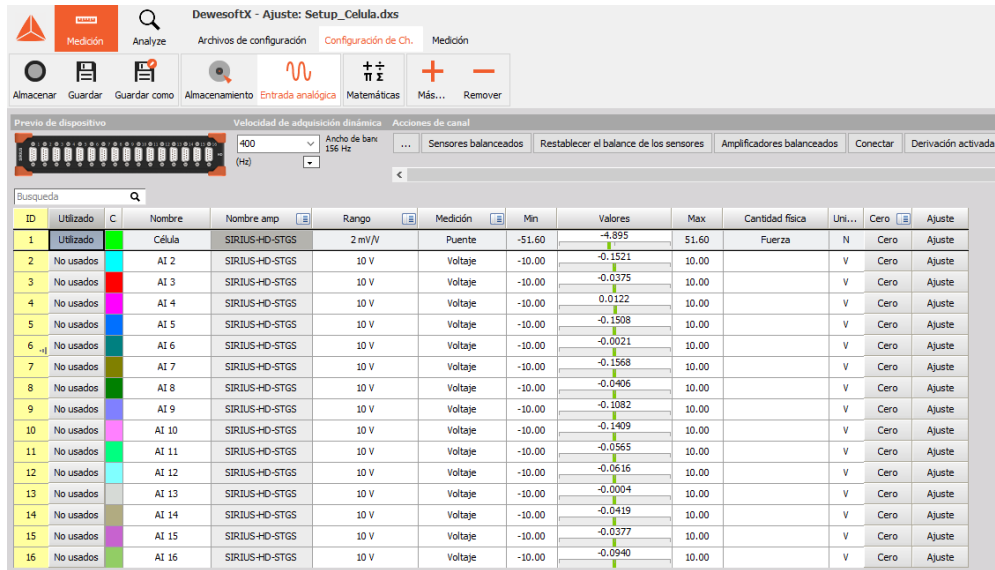 DewesoftX - Ajuste: Setup_Celula.dxs
Medición Analyze Archivos de configuración Configuración de Ch. Medición
Almacenar Guardar Guardar como Almacenamiento Entrada analógica Matemáticas Más... Remover
Previo de dispositivo Velocidad de adquisición dinámica Acciones de canal
400 Ancho de banc ... Sensores balanceados Restablecer el balance de los sensores Amplificadores balanceados Conectar Derivación activada
156 Hz
(Hz)
Busqueda
ID Utilizado C Nombre Nombre amp Rango Medición Min Valores Max Cantidad física Uni... Cero Ajuste
1 Utilizado Célula SIRIUS-HD-STGS 2 mV/V Puente -51.60 -4.895 51.60 Fuerza N Cero Ajuste
2 No usados AI 2 SIRIUS-HD-STGS 10 V Voltaje -10.00 -0.1521 10.00 V Cero Ajuste
3 No usados AI 3 SIRIUS-HD-STGS 10 V Voltaje -10.00 -0.0375 10.00 V Cero Ajuste
4 No usados AI 4 SIRIUS-HD-STGS 10 V Voltaje -10.00 0.0122 10.00 V Cero Ajuste
5 No usados AI 5 SIRIUS-HD-STGS 10 V Voltaje -10.00 -0.1508 10.00 V Cero Ajuste
6 No usados AI 6 SIRIUS-HD-STGS 10 V Voltaje -10.00 -0.0021 10.00 V Cero Ajuste
7 No usados AI 7 SIRIUS-HD-STGS 10 V Voltaje -10.00 -0.1568 10.00 V Cero Ajuste
8 No usados AI 8 SIRIUS-HD-STGS 10 V Voltaje -10.00 -0.0406 10.00 V Cero Ajuste
9 No usados AI 9 SIRIUS-HD-STGS 10 V Voltaje -10.00 -0.1082 10.00 V Cero Ajuste
10 No usados AI 10 SIRIUS-HD-STGS 10 V Voltaje -10.00 -0.1409 10.00 V Cero Ajuste
11 No usados AI 11 SIRIUS-HD-STGS 10 V Voltaje -10.00 -0.0565 10.00 V Cero Ajuste
12 No usados AI 12 SIRIUS-HD-STGS 10 V Voltaje -10.00 -0.0616 10.00 V Cero Ajuste
13 No usados AI 13 SIRIUS-HD-STGS 10 V Voltaje -10.00 -0.0004 10.00 V Cero Ajuste
14 No usados AI 14 SIRIUS-HD-STGS 10 V Voltaje -10.00 -0.0419 10.00 V Cero Ajuste
15 No usados AI 15 SIRIUS-HD-STGS 10 V Voltaje -10.00 -0.0377 10.00 V Cero Ajuste
16 No usados AI 16 SIRIUS-HD-STGS 10 V Voltaje -10.00 -0.0940 10.00 V Cero Ajuste